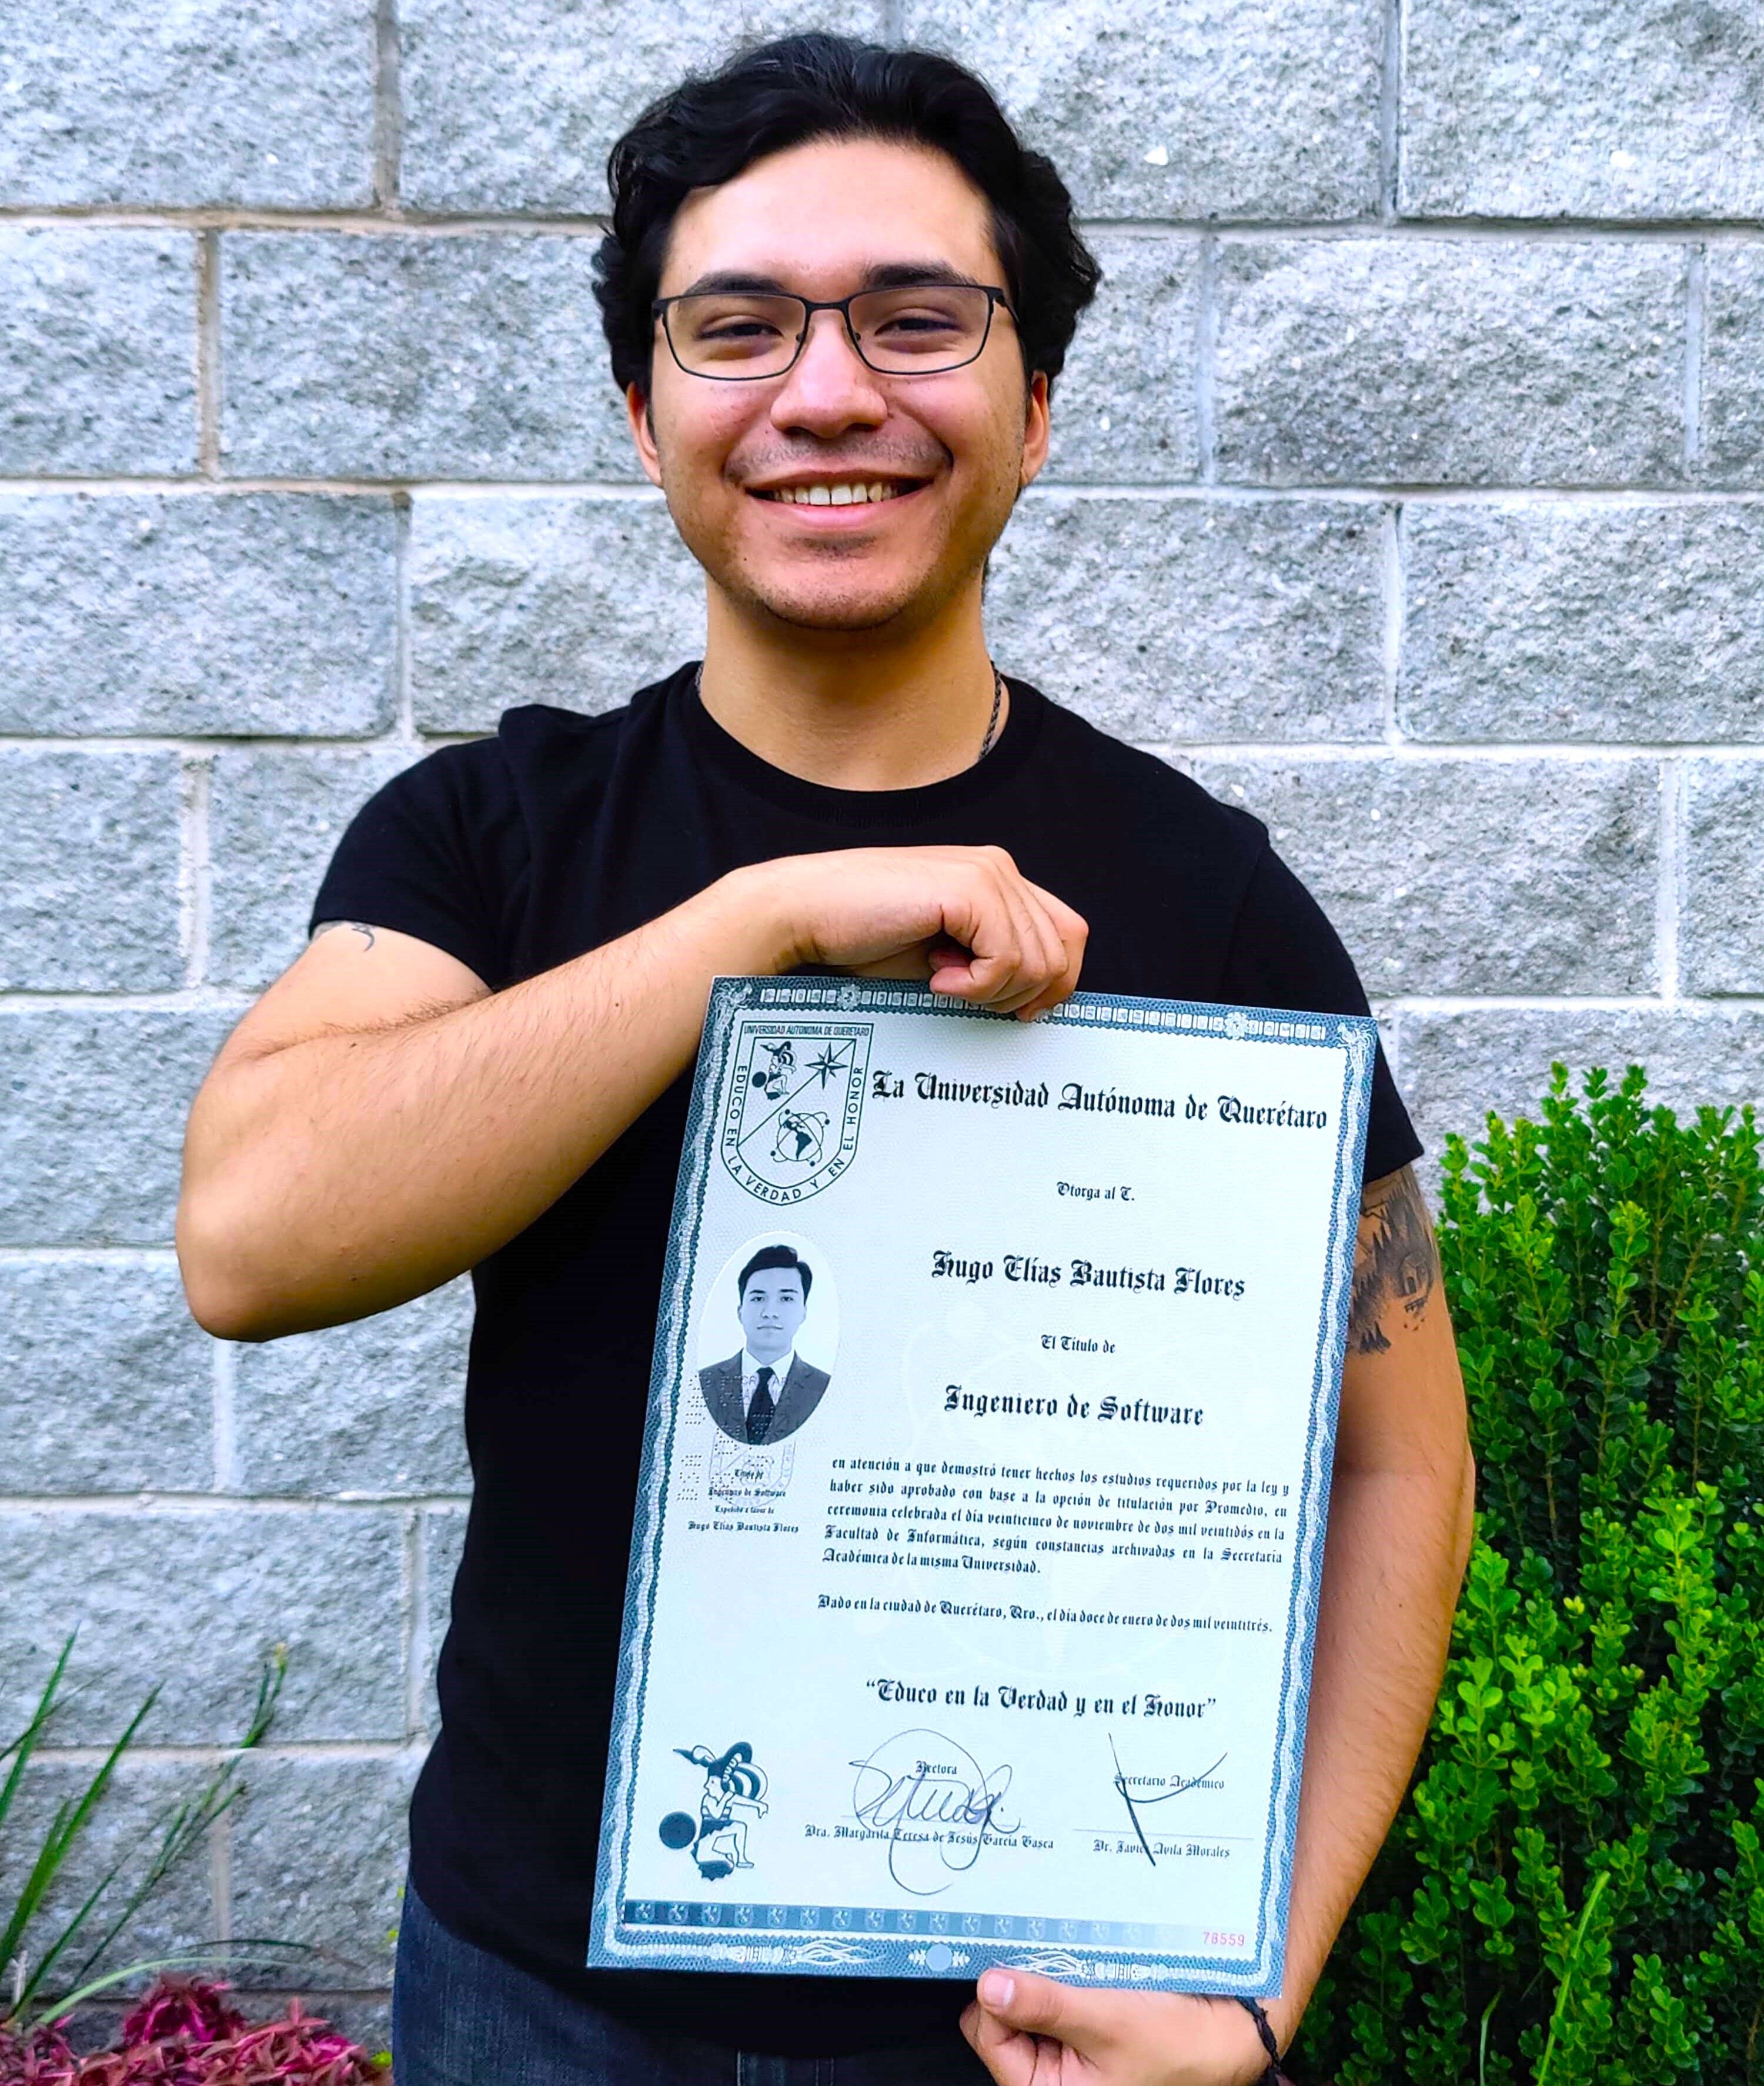 UNIVERSIDAD AUTONOMA DE QUERETARO
EDUCO EN LA VERDAD Y EN EL HONOR
La Universidad Autónoma de Querétaro
Otorga al C.
Hugo Elías Bautista Flores
El Título de
Ingeniero de Software
en atención a que demostró tener hechos los estudios requeridos por la ley y
haber sido aprobado con base a la opción de titulación por Promedio, en
ceremonia celebrada el día veinticinco de noviembre de dos mil veintidós en la
Facultad de Informática, según constancias archivadas en la Secretaría
Académica de la misma Universidad.
Dado en la ciudad de Querétaro, Qro., el día doce de enero de dos mil veintitrés.
Título de
Ingeniero de Software
Expedido a favor de
Hugo Elías Bautista Flores
“Educo en la Verdad y en el Honor”
Rectora
Dra. Margarita Teresa de Jesús García Gasca
Secretario Académico
Dr. Javier Ávila Morales
78559